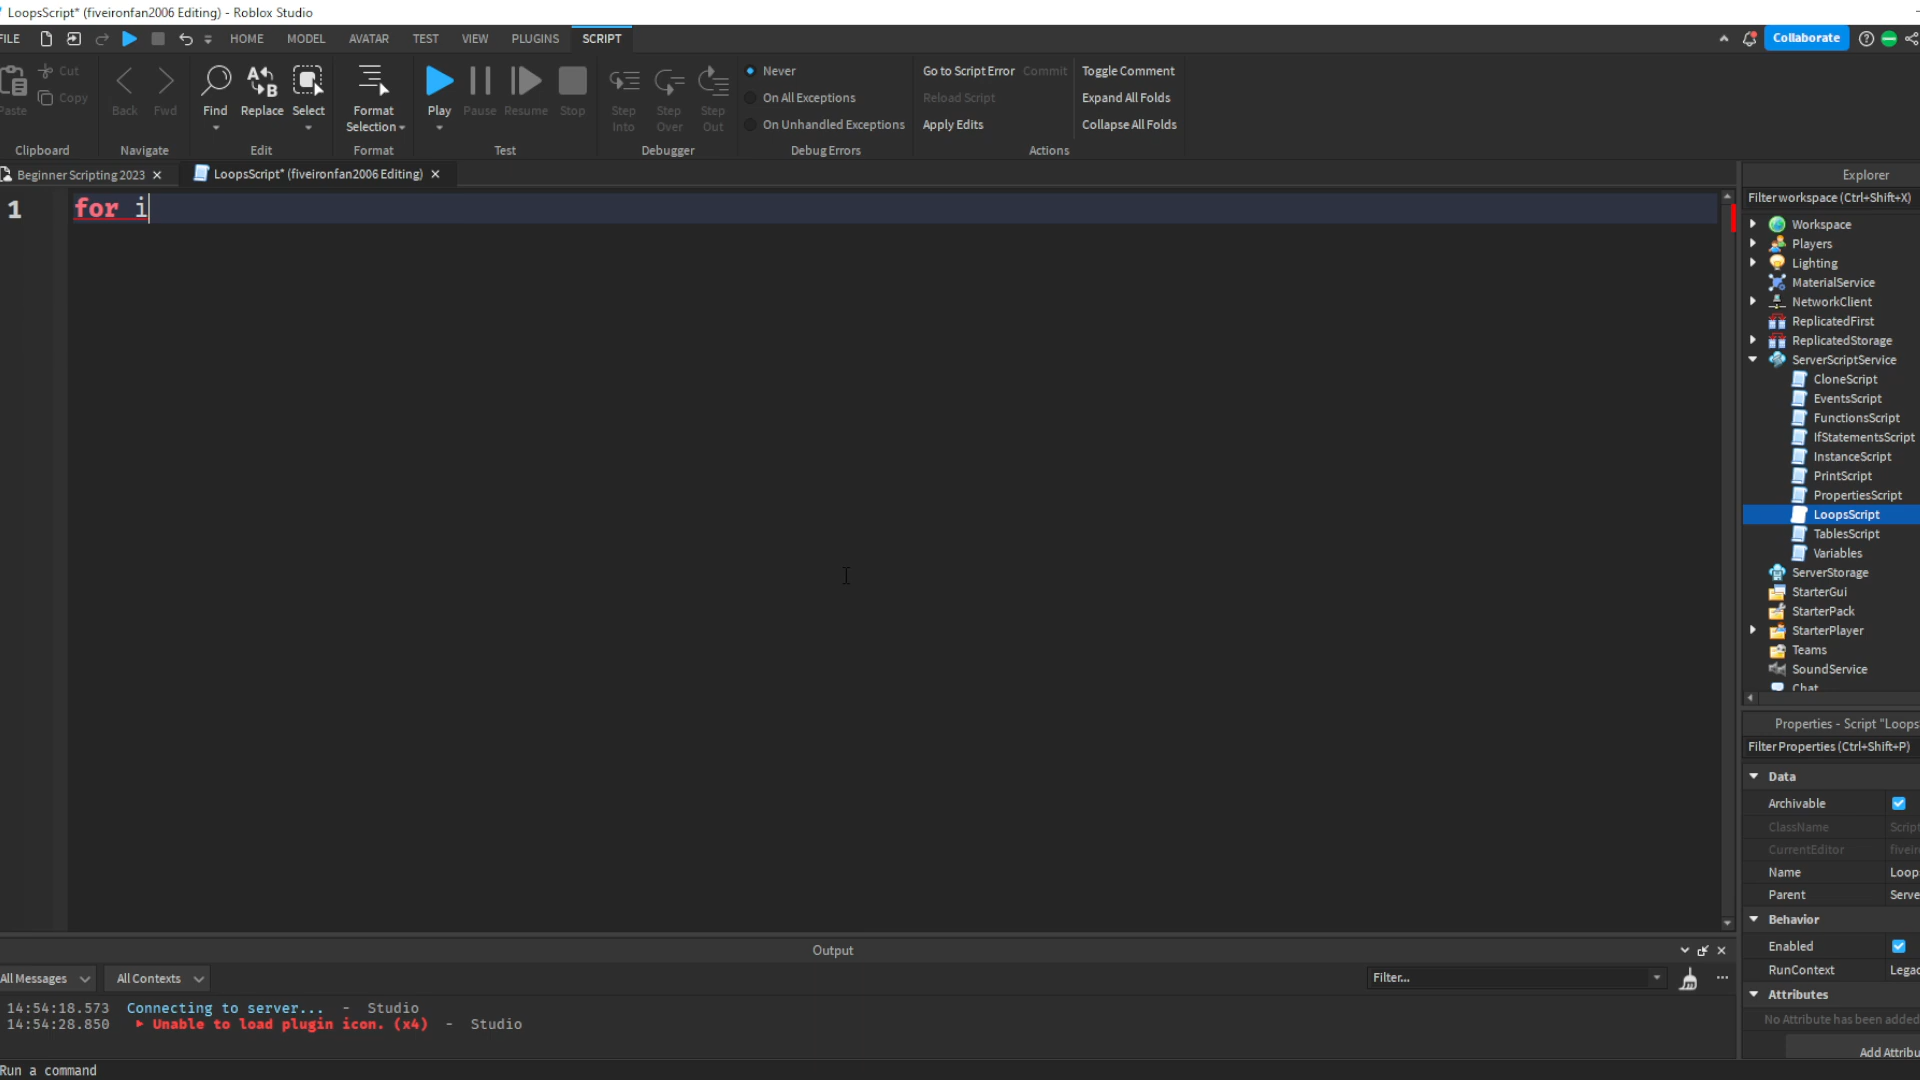 LoopsScript* (fiveironfan2006 Editing) - Roblox Studio
FILE HOME MODEL AVATAR TEST VIEW PLUGINS SCRIPT Collaborate
Paste Cut Copy
Clipboard
Back Fwd
Navigate
Find Replace Select
Edit
Format Selection
Format
Play Pause Resume Stop
Test
Step Into Step Over Step Out
Debugger
Never
On All Exceptions
On Unhandled Exceptions
Debug Errors
Go to Script Error Commit Toggle Comment
Reload Script Expand All Folds
Apply Edits Collapse All Folds
Actions
Beginner Scripting 2023 LoopsScript* (fiveironfan2006 Editing)
1 for i
Explorer
Filter workspace (Ctrl+Shift+X)
Workspace
Players
Lighting
MaterialService
NetworkClient
ReplicatedFirst
ReplicatedStorage
ServerScriptService
CloneScript
EventsScript
FunctionsScript
IfStatementsScript
InstanceScript
PrintScript
PropertiesScript
LoopsScript
TablesScript
Variables
ServerStorage
StarterGui
StarterPack
StarterPlayer
Teams
SoundService
Chat
Properties - Script "Loops
Filter Properties (Ctrl+Shift+P)
Data
Archivable
ClassName Script
CurrentEditor fiveir
Name Loops
Parent Serve
Behavior
Enabled
RunContext Legac
Attributes
No Attribute has been added
Add Attribu
Output
All Messages All Contexts Filter...
14:54:18.573 Connecting to server... - Studio
14:54:28.850 Unable to load plugin icon. (x4) - Studio
Run a command